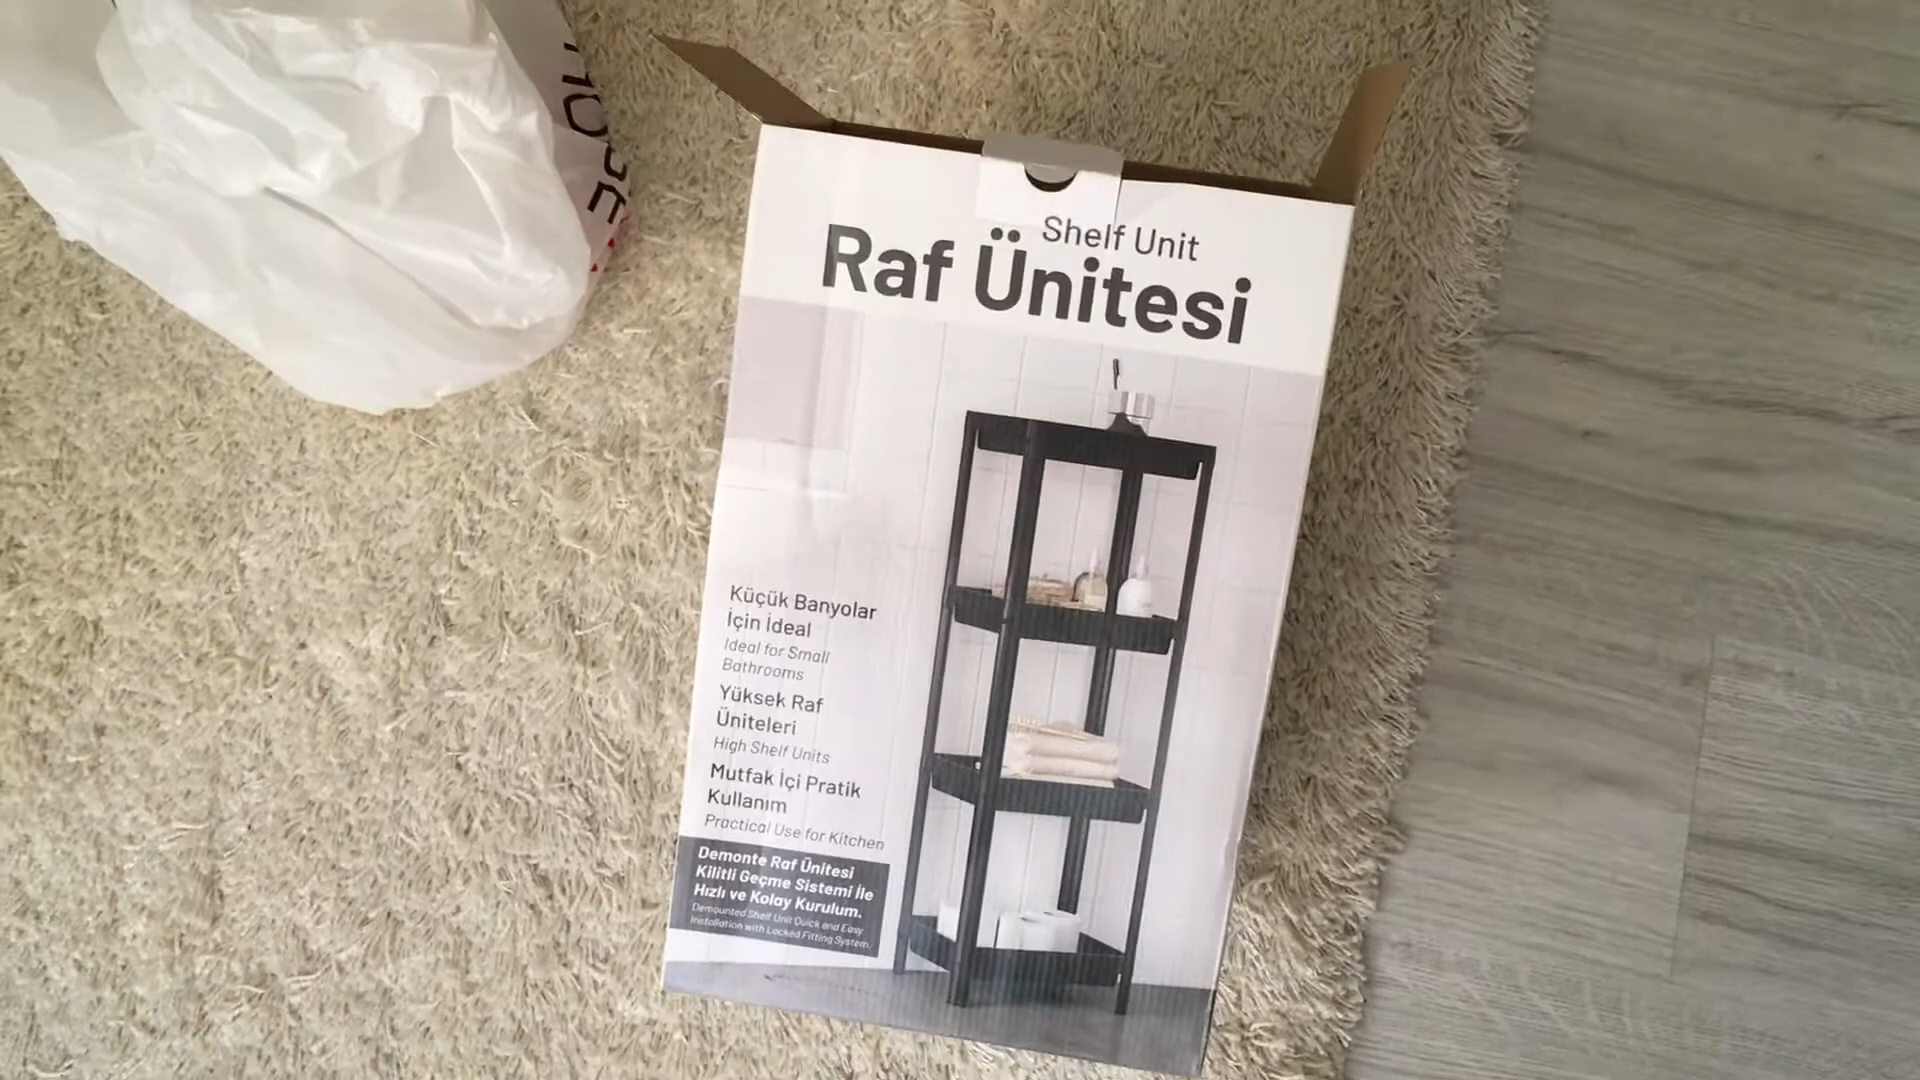 Shelf Unit
Raf Ünitesi
Küçük Banyolar
İçin İdeal
Ideal for Small
Bathrooms
Yüksek Raf
Üniteleri
High Shelf Units
Mutfak İçi Pratik
Kullanım
Practical Use for Kitchen
Demonte Raf Ünitesi
Kilitli Geçme Sistemi İle
Hızlı ve Kolay Kurulum.
Demounted Shelf Unit Quick and Easy
Installation with Locked Fitting System.